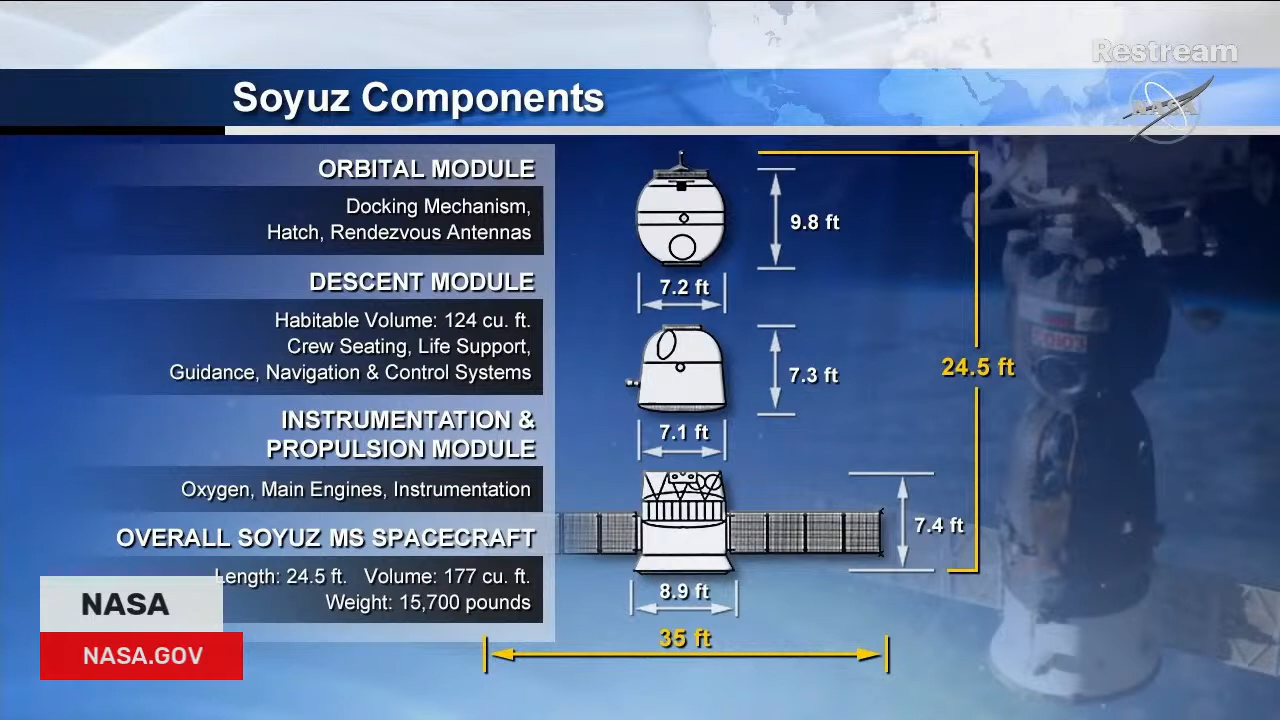 Restream
NASA
Soyuz Components
ORBITAL MODULE
Docking Mechanism,
Hatch, Rendezvous Antennas
DESCENT MODULE
Habitable Volume: 124 cu. ft.
Crew Seating, Life Support,
Guidance, Navigation & Control Systems
INSTRUMENTATION &
PROPULSION MODULE
Oxygen, Main Engines, Instrumentation
OVERALL SOYUZ MS SPACECRAFT
Length: 24.5 ft. Volume: 177 cu. ft.
Weight: 15,700 pounds
9.8 ft
7.2 ft
7.3 ft
7.1 ft
7.4 ft
8.9 ft
24.5 ft
35 ft
СОЮЗ
NASA
NASA.GOV